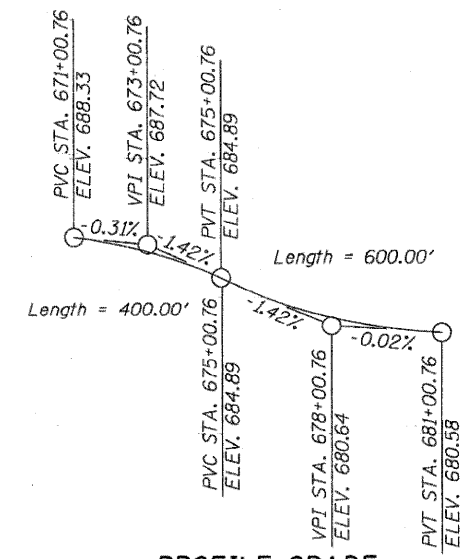 PVC STA. 671+00.76
ELEV. 688.33
VPI STA. 673+00.76
ELEV. 687.72
PVT STA. 675+00.76
ELEV. 684.89
-0.31%
-1.42%
Length = 600.00'
Length = 400.00'
-1.42%
-0.02%
PVC STA. 675+00.76
ELEV. 684.89
VPI STA. 678+00.76
ELEV. 680.64
PVT STA. 681+00.76
ELEV. 680.58
PROFILE GRADE